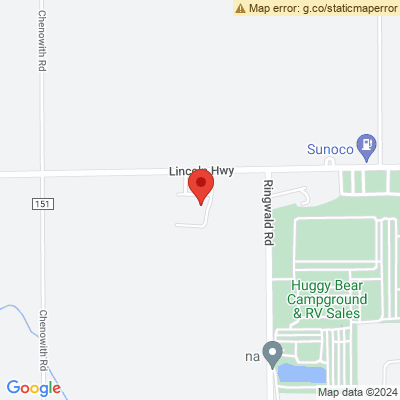 Map error: g.co/staticmaperror
Chenowith Rd
Sunoco
Lincoln Hwy
151
Ringwald Rd
Huggy Bear
Campground
& RV Sales
Chenowith Rd
na
Google
Map data ©2024